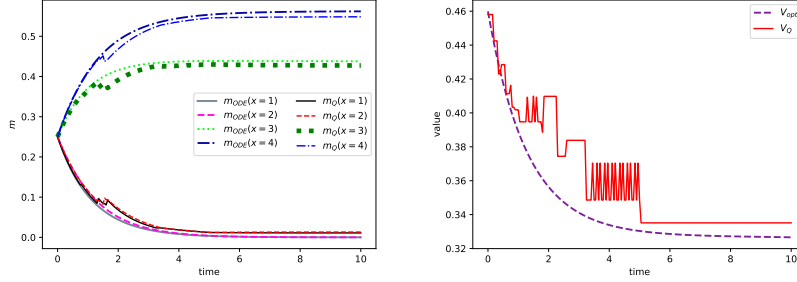 0.5
0.4
0.3
0.2
0.1
0.0
m
0 2 4 6 8 10
time
m_ODE(x = 1)
m_ODE(x = 2)
m_ODE(x = 3)
m_ODE(x = 4)
m_Q(x = 1)
m_Q(x = 2)
m_Q(x = 3)
m_Q(x = 4)
0.46
0.44
0.42
0.40
0.38
0.36
0.34
0.32
value
0 2 4 6 8 10
time
V_opt
V_Q